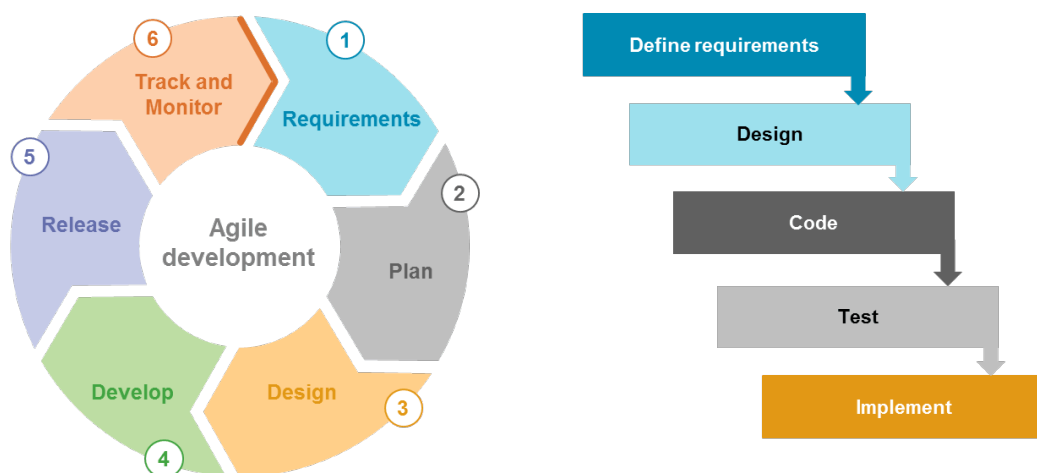 6
Track and
Monitor
1
Requirements
2
Plan
3
Design
4
Develop
5
Release
Agile
development
Define requirements
Design
Code
Test
Implement